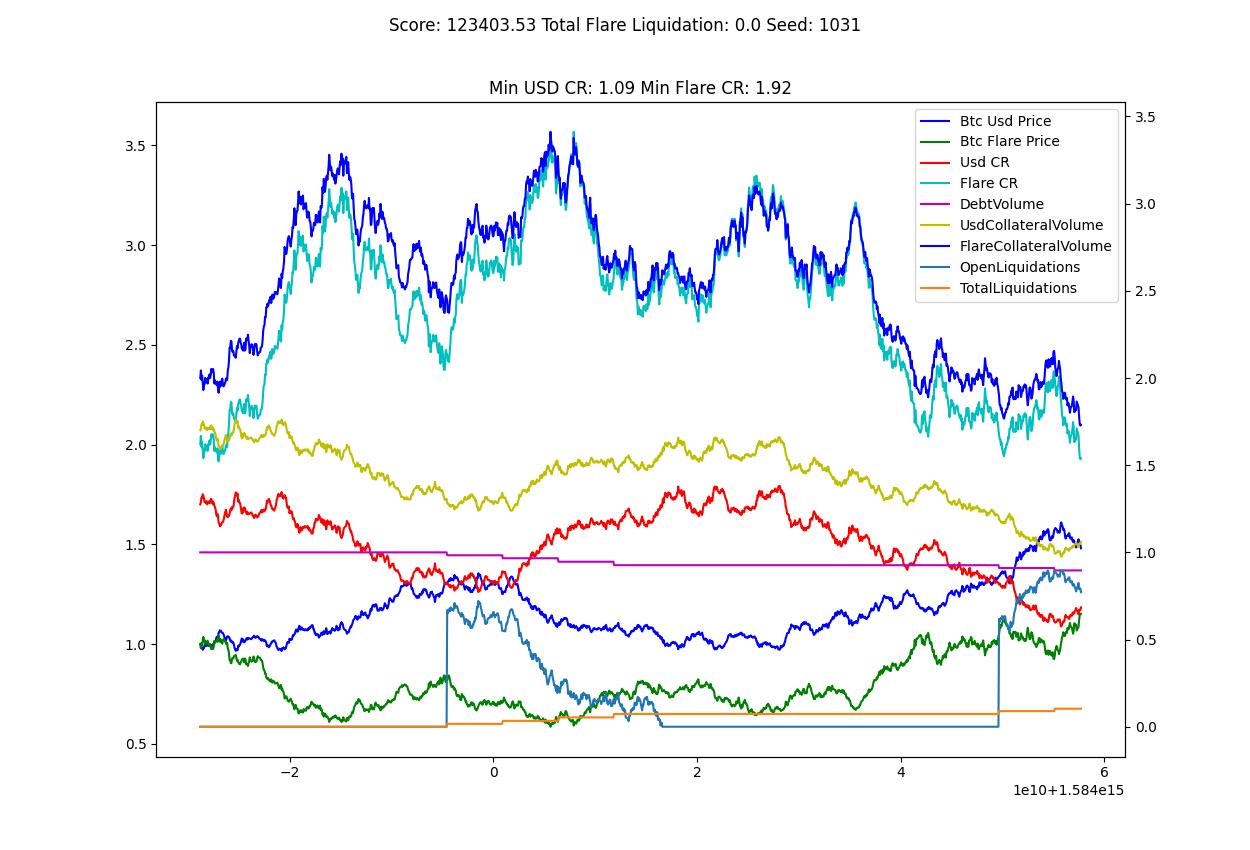 Score: 123403.53 Total Flare Liquidation: 0.0 Seed: 1031
Min USD CR: 1.09 Min Flare CR: 1.92
Btc Usd Price
Btc Flare Price
Usd CR
Flare CR
DebtVolume
UsdCollateralVolume
FlareCollateralVolume
OpenLiquidations
TotalLiquidations
3.5
3.0
2.5
2.0
1.5
1.0
0.5
3.5
3.0
2.5
2.0
1.5
1.0
0.5
0.0
−2 0 2 4 6
1e10+1.584e15